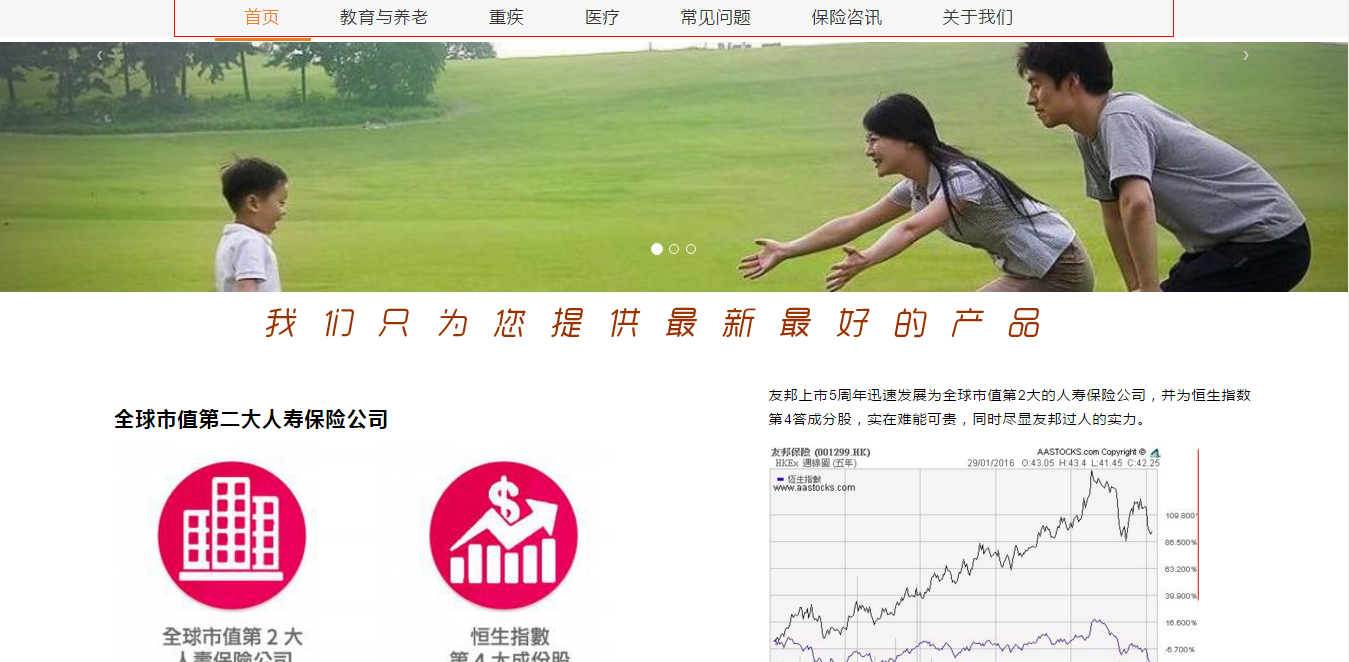 首页 教育与养老 重疾 医疗 常见问题 保险咨讯 关于我们
我们只为您提供最新最好的产品
全球市值第二大人寿保险公司
全球市值第 2 大
人壽保險公司
恒生指數
第 4 大成份股
友邦上市5周年迅速发展为全球市值第2大的人寿保险公司，并为恒生指数
第4答成分股，实在难能可贵，同时尽显友邦过人的实力。
友邦保險 (001299.HK) AASTOCKS.com Copyright ©
HKEx 週線圖 (五年) 29/01/2016 O:43.05 H:43.4 L:41.45 C:42.25
恆生指數
www.aastocks.com
109.800%
86.500%
63.200%
39.900%
16.600%
-6.700%